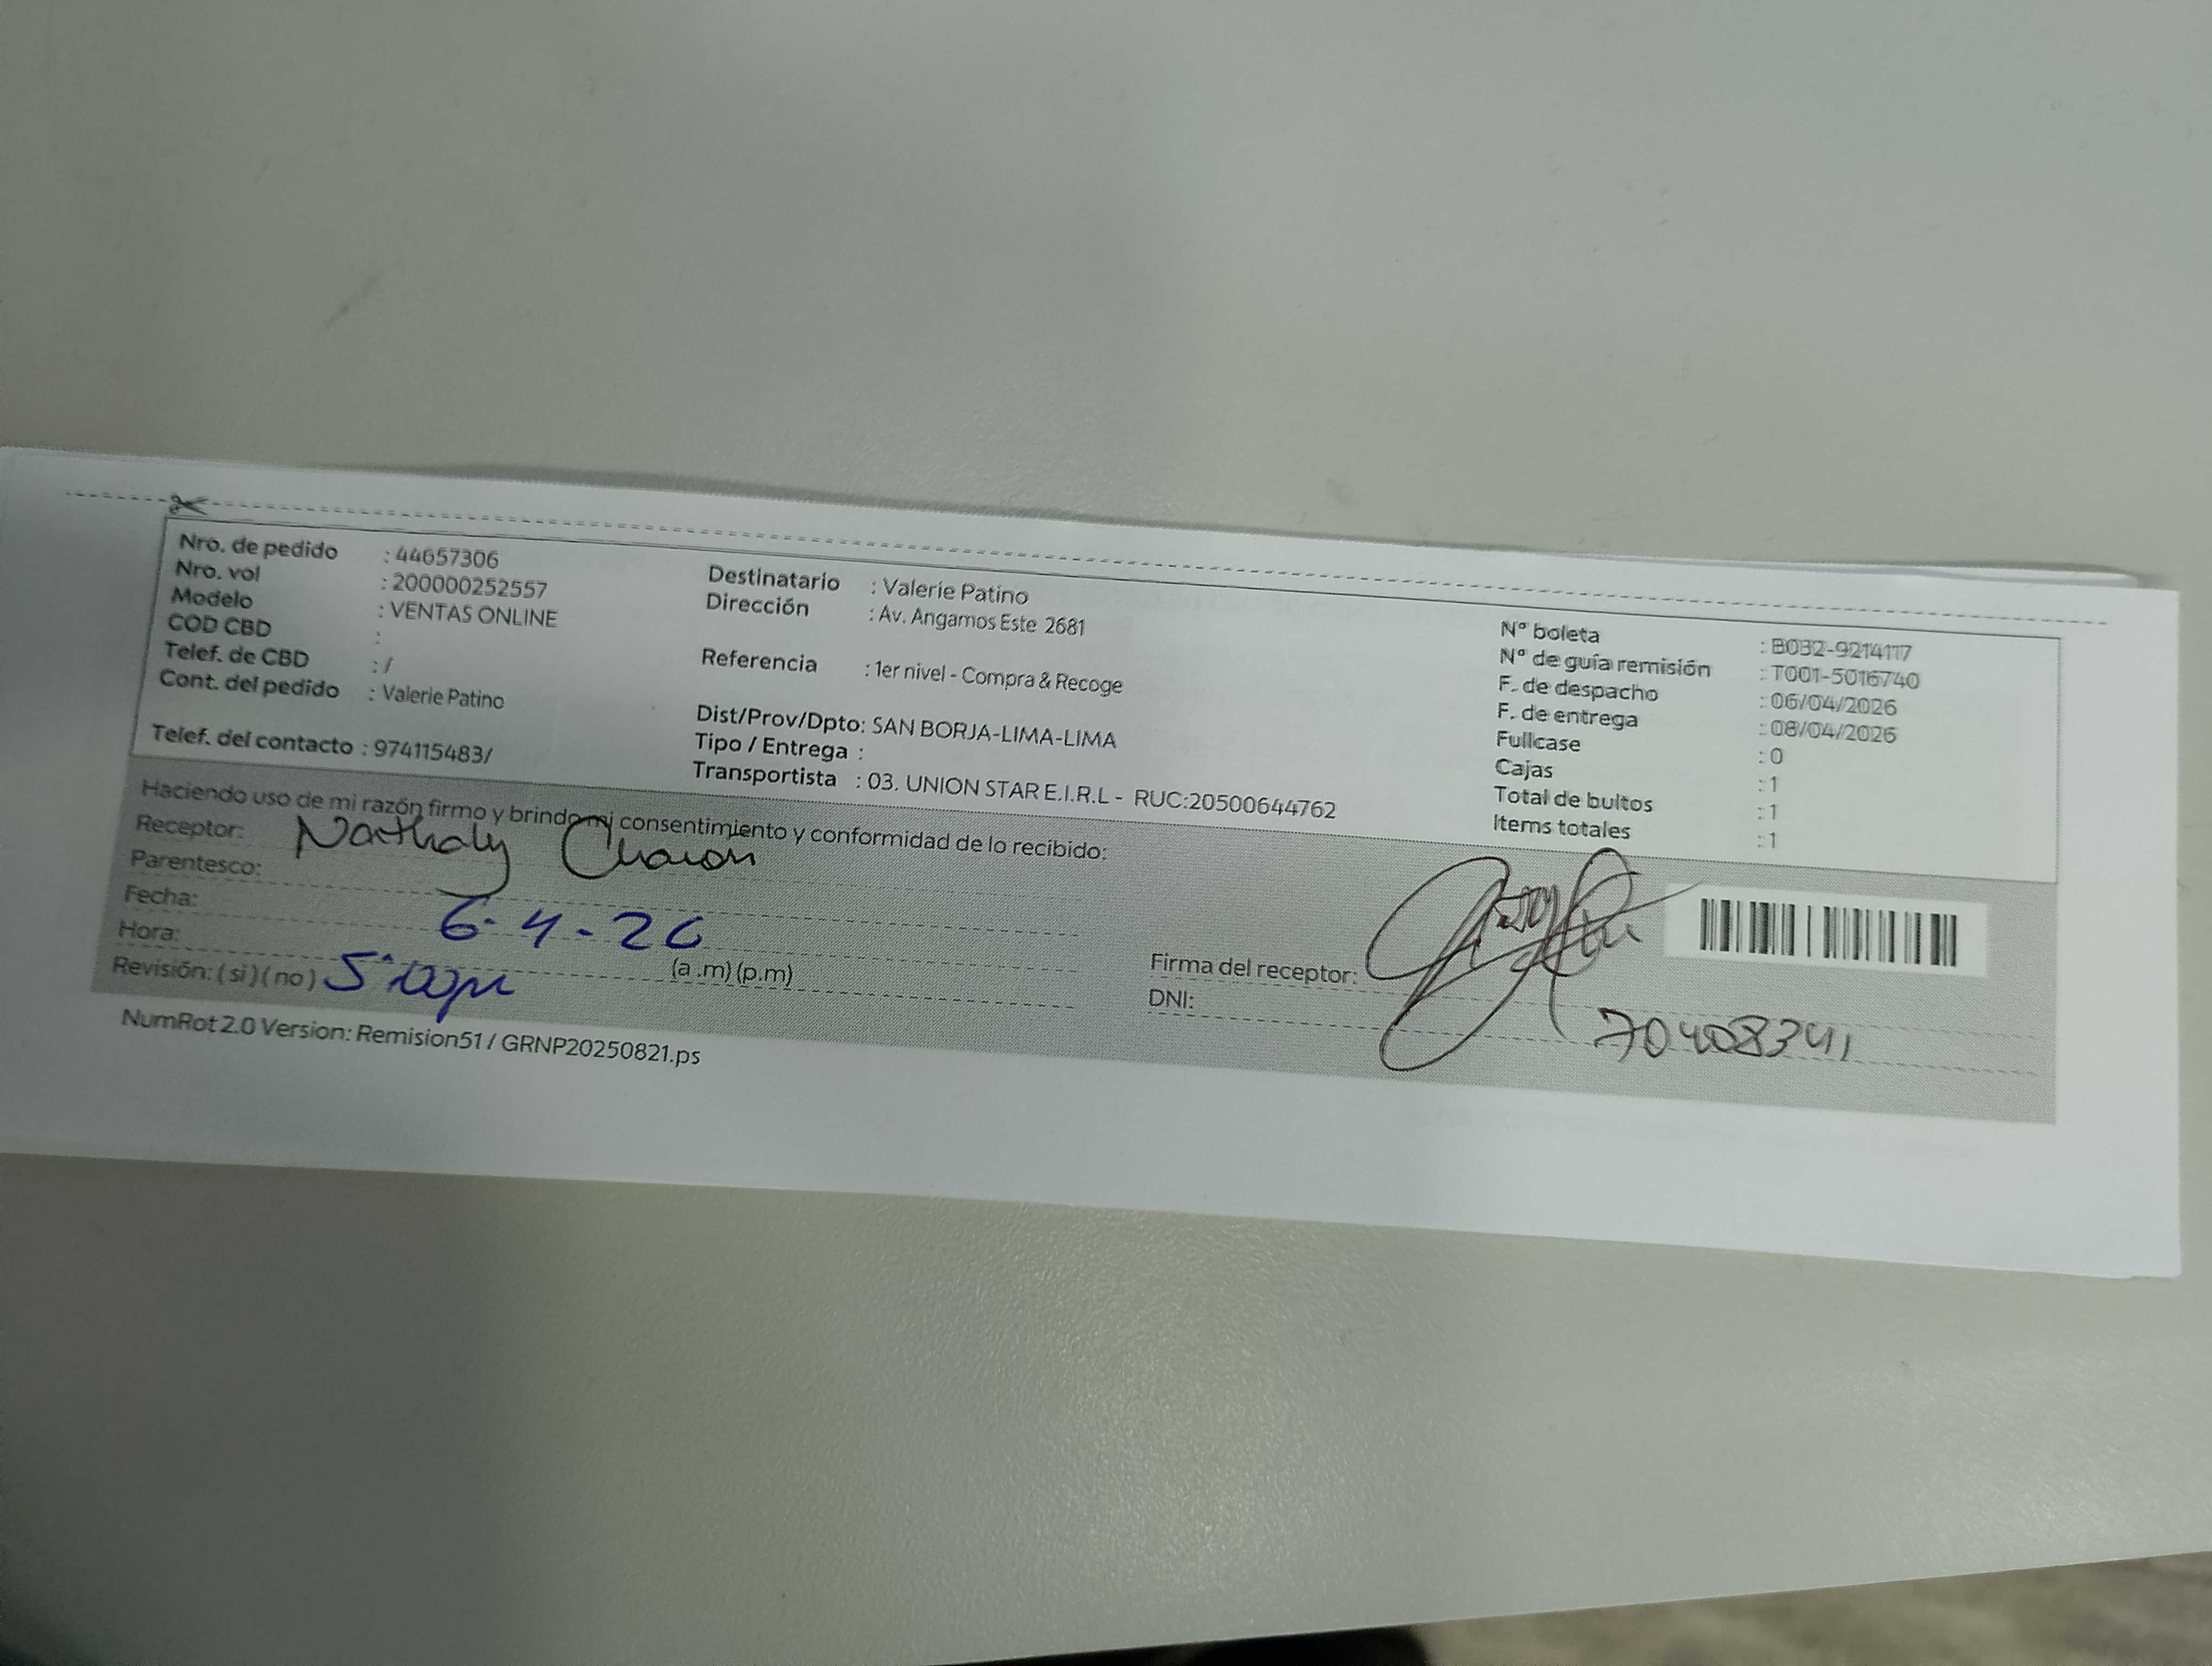 Nro. de pedido : 44657306
Nro. vol : 200000252557
Modelo : VENTAS ONLINE
COD CBD :
Telef. de CBD : /
Cont. del pedido : Valerie Patino
Telef. del contacto : 974115483/
Destinatario : Valerie Patino
Dirección : Av. Angamos Este 2681
Referencia : 1er nivel - Compra & Recoge
Dist/Prov/Dpto: SAN BORJA-LIMA-LIMA
Tipo / Entrega :
Transportista : 03. UNION STAR E.I.R.L - RUC:20500644762
N° boleta : B032-9214117
N° de guía remisión : T001-5016740
F. de despacho : 06/04/2026
F. de entrega : 08/04/2026
Fullcase : 0
Cajas : 1
Total de bultos : 1
Items totales : 1
Haciendo uso de mi razón firmo y brindo mi consentimiento y conformidad de lo recibido:
Receptor: Nathaly
Parentesco:
Fecha: 6-4-26
Hora: (a .m) (p.m)
Revisión: ( si ) ( no )
Firma del receptor:
DNI: 70408341
NumRot 2.0 Version: Remision51 / GRNP20250821.ps